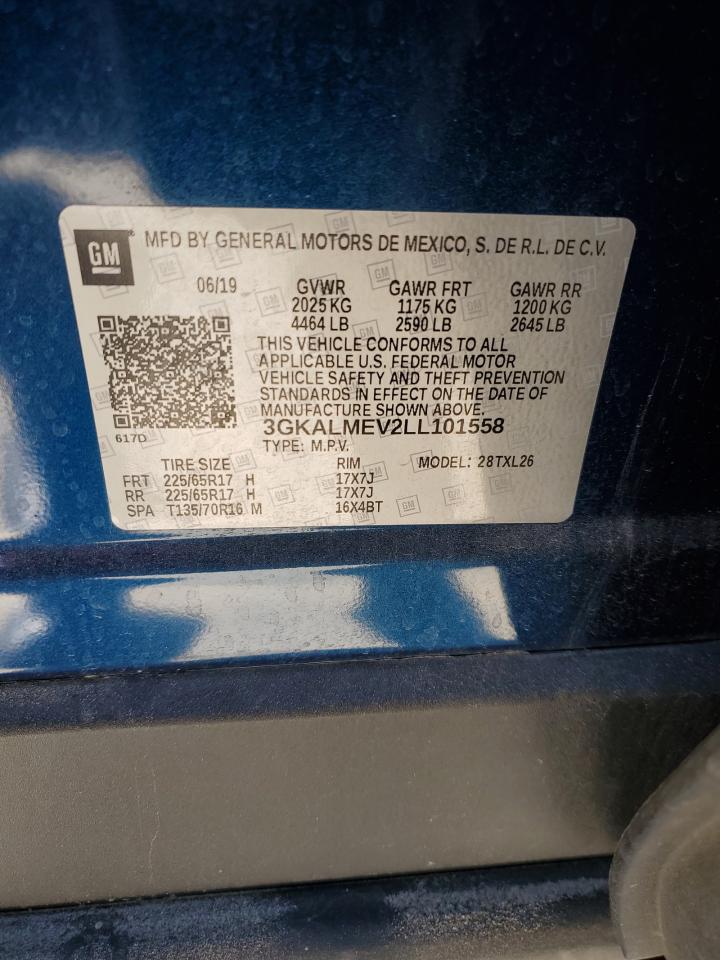 GM
MFD BY GENERAL MOTORS DE MEXICO, S. DE R.L. DE C.V.
06/19 GVWR GAWR FRT GAWR RR
2025 KG 1175 KG 1200 KG
4464 LB 2590 LB 2645 LB
THIS VEHICLE CONFORMS TO ALL
APPLICABLE U.S. FEDERAL MOTOR
VEHICLE SAFETY AND THEFT PREVENTION
STANDARDS IN EFFECT ON THE DATE OF
MANUFACTURE SHOWN ABOVE.
3GKALMEV2LL101558
617D
TYPE: M.P.V.
TIRE SIZE RIM MODEL: 28TXL26
FRT 225/65R17 H 17X7J
RR 225/65R17 H 17X7J
SPA T135/70R16 M 16X4BT